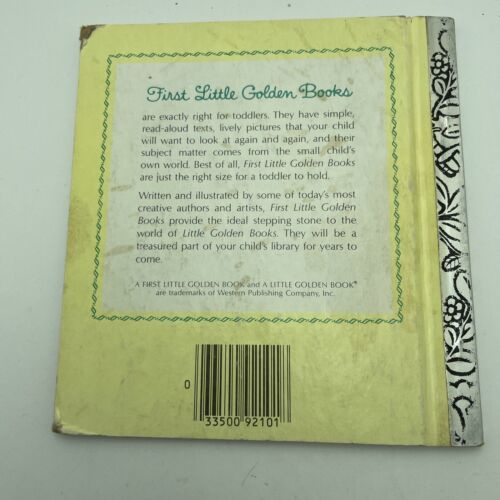 First Little Golden Books
are exactly right for toddlers. They have simple,
read-aloud texts, lively pictures that your child
will want to look at again and again, and their
subject matter comes from the small child's
own world. Best of all, First Little Golden Books
are just the right size for a toddler to hold.
Written and illustrated by some of today's most
creative authors and artists, First Little Golden
Books provide the ideal stepping stone to the
world of Little Golden Books. They will be a
treasured part of your child's library for years to
come.
A FIRST LITTLE GOLDEN BOOK and A LITTLE GOLDEN BOOK®
are trademarks of Western Publishing Company, Inc.
0
33500 92101